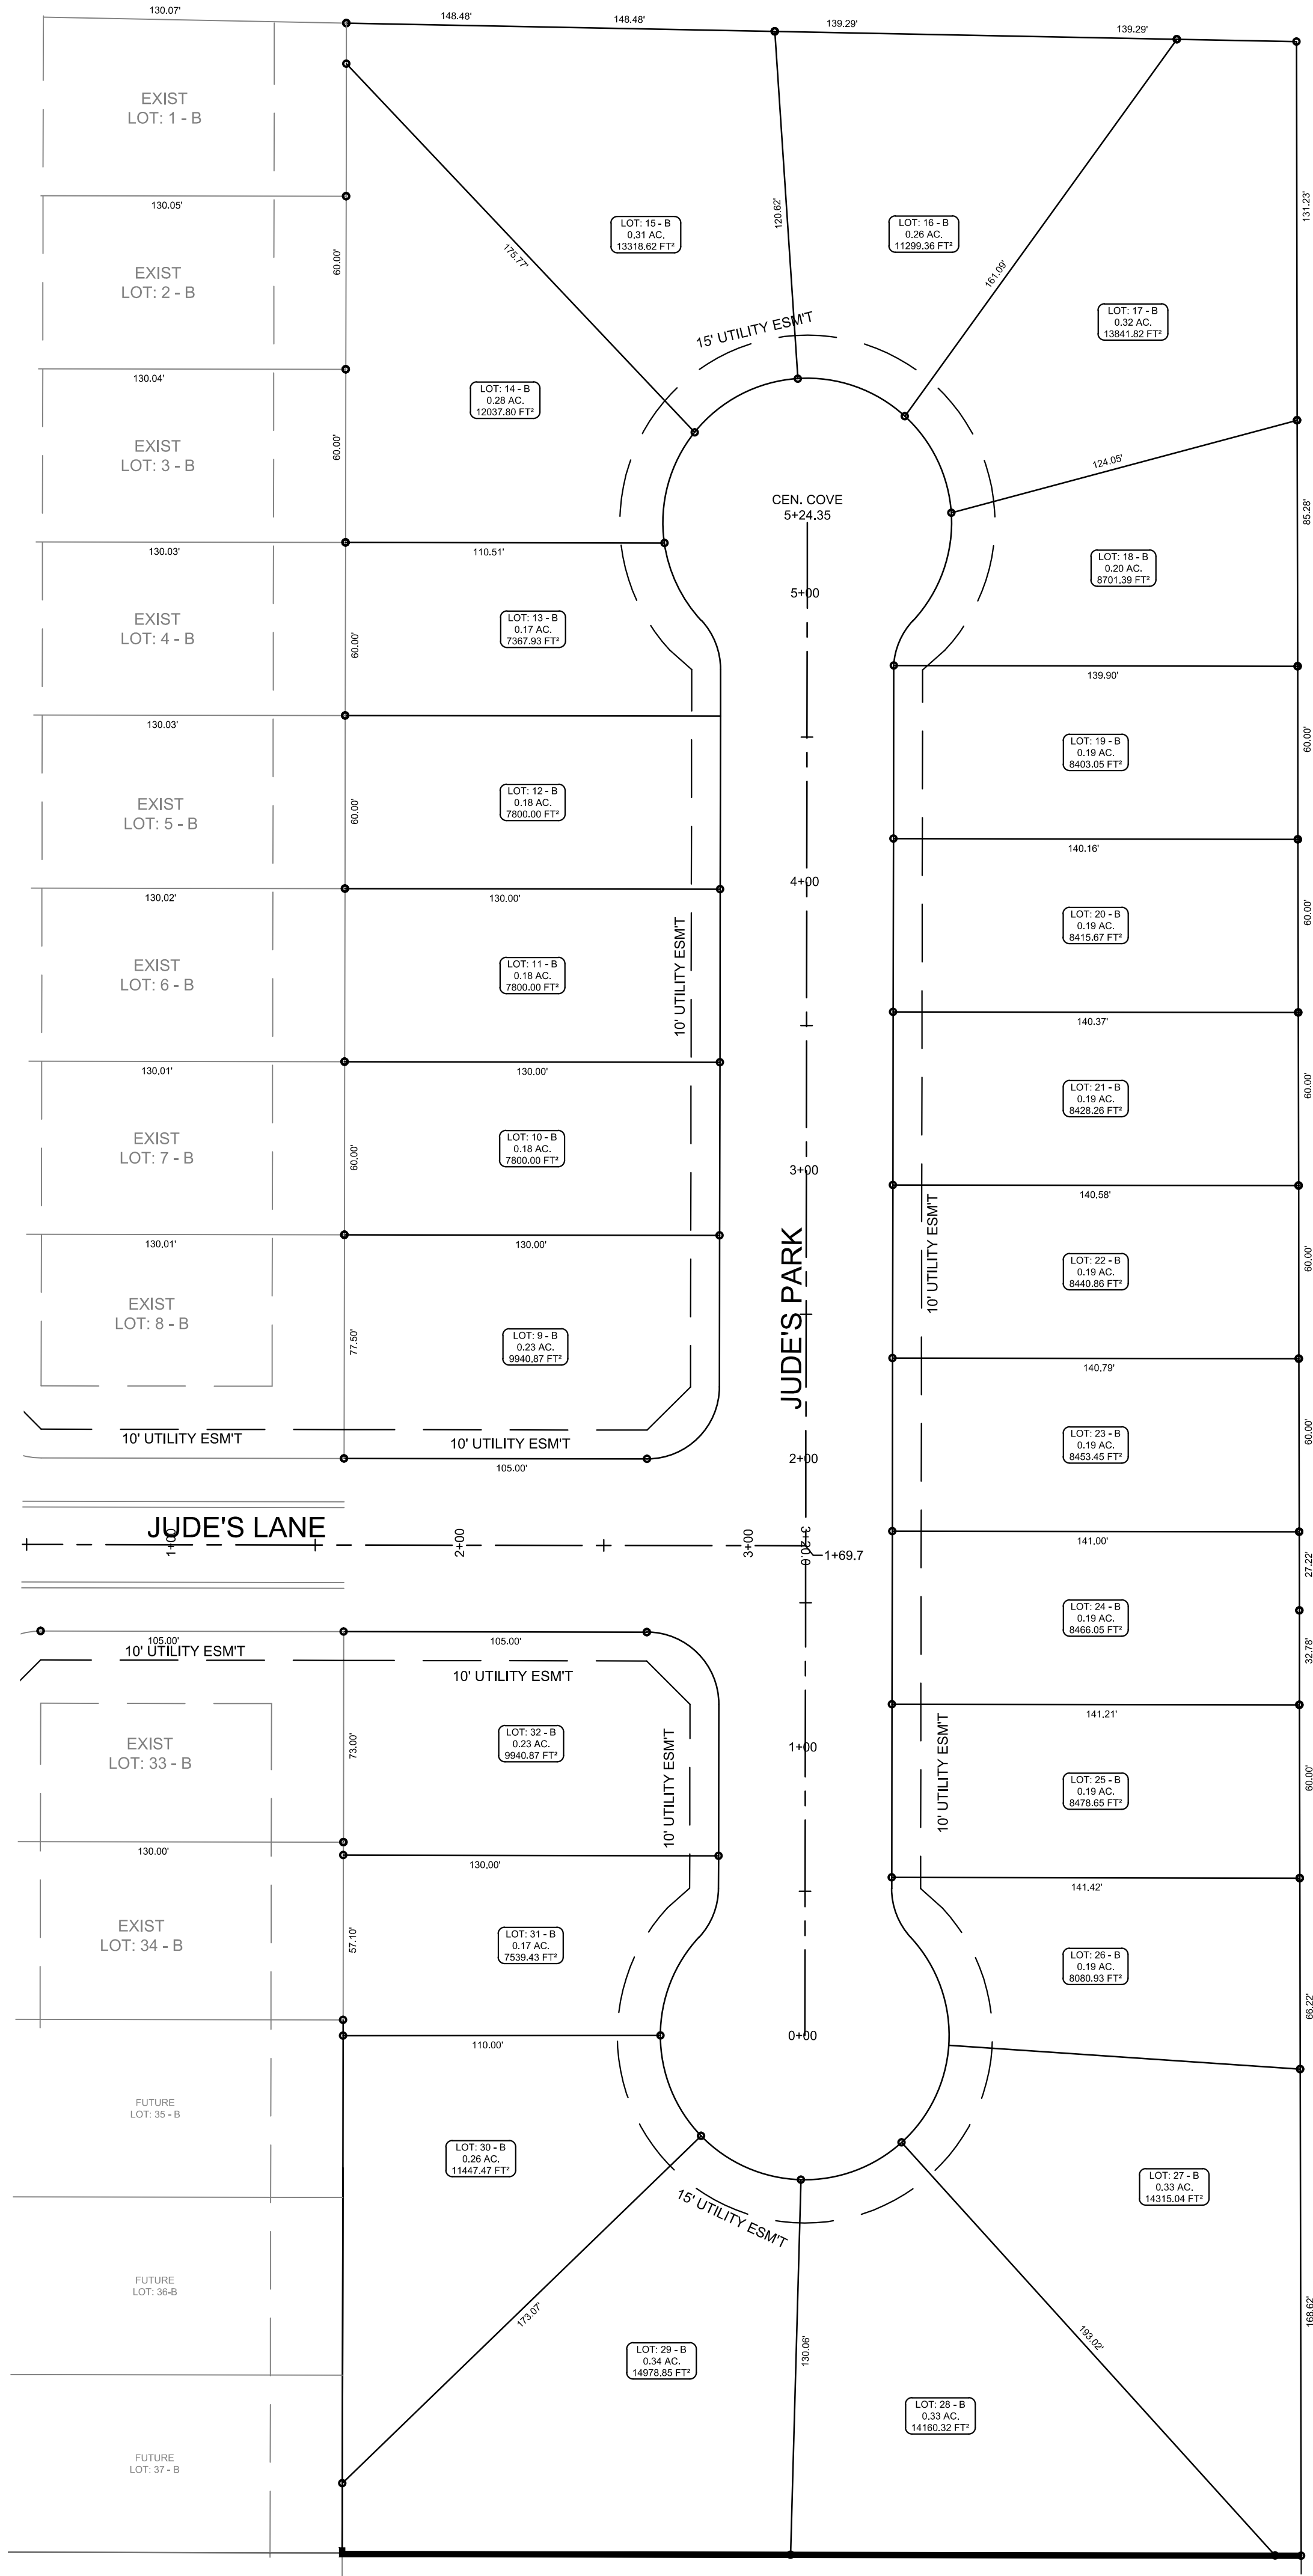 130.07'
148.48'
148.48'
139.29'
139.29'
EXIST
LOT: 1 - B
130.05'
60.00'
131.23'
LOT: 15 - B
0.31 AC.
13318.62 FT²
120.62'
LOT: 16 - B
0.26 AC.
11299.36 FT²
175.77'
161.09'
EXIST
LOT: 2 - B
LOT: 17 - B
0.32 AC.
13841.82 FT²
15' UTILITY ESM'T
130.04'
LOT: 14 - B
0.28 AC.
12037.80 FT²
60.00'
EXIST
LOT: 3 - B
124.05'
CEN. COVE
5+24.35
85.28'
130.03'
110.51'
LOT: 18 - B
0.20 AC.
8701.39 FT²
5+00
EXIST
LOT: 4 - B
60.00'
LOT: 13 - B
0.17 AC.
7367.93 FT²
139.90'
130.03'
LOT: 19 - B
0.19 AC.
8403.05 FT²
60.00'
EXIST
LOT: 5 - B
60.00'
LOT: 12 - B
0.18 AC.
7800.00 FT²
140.16'
4+00
130.02'
130.00'
LOT: 20 - B
0.19 AC.
8415.67 FT²
60.00'
EXIST
LOT: 6 - B
LOT: 11 - B
0.18 AC.
7800.00 FT²
10' UTILITY ESM'T
140.37'
130.01'
130.00'
LOT: 21 - B
0.19 AC.
8428.26 FT²
60.00'
EXIST
LOT: 7 - B
60.00'
LOT: 10 - B
0.18 AC.
7800.00 FT²
3+00
140.58'
130.01'
130.00'
10' UTILITY ESM'T
LOT: 22 - B
0.19 AC.
8440.86 FT²
60.00'
EXIST
LOT: 8 - B
77.50'
LOT: 9 - B
0.23 AC.
9940.87 FT²
JUDE'S PARK
140.79'
10' UTILITY ESM'T
10' UTILITY ESM'T
LOT: 23 - B
0.19 AC.
8453.45 FT²
60.00'
105.00'
2+00
JUDE'S LANE
1+00
2+00
3+00
3+20.0
1+69.7
141.00'
27.22'
LOT: 24 - B
0.19 AC.
8466.05 FT²
32.78'
105.00'
10' UTILITY ESM'T
105.00'
10' UTILITY ESM'T
141.21'
EXIST
LOT: 33 - B
73.00'
LOT: 32 - B
0.23 AC.
9940.87 FT²
10' UTILITY ESM'T
1+00
10' UTILITY ESM'T
LOT: 25 - B
0.19 AC.
8478.65 FT²
60.00'
130.00'
130.00'
141.42'
EXIST
LOT: 34 - B
57.10'
LOT: 31 - B
0.17 AC.
7539.43 FT²
LOT: 26 - B
0.19 AC.
8080.93 FT²
66.22'
110.00'
0+00
FUTURE
LOT: 35 - B
LOT: 30 - B
0.26 AC.
11447.47 FT²
LOT: 27 - B
0.33 AC.
14315.04 FT²
15' UTILITY ESM'T
FUTURE
LOT: 36-B
173.07'
130.06'
193.02'
168.62'
LOT: 29 - B
0.34 AC.
14978.85 FT²
LOT: 28 - B
0.33 AC.
14160.32 FT²
FUTURE
LOT: 37 - B